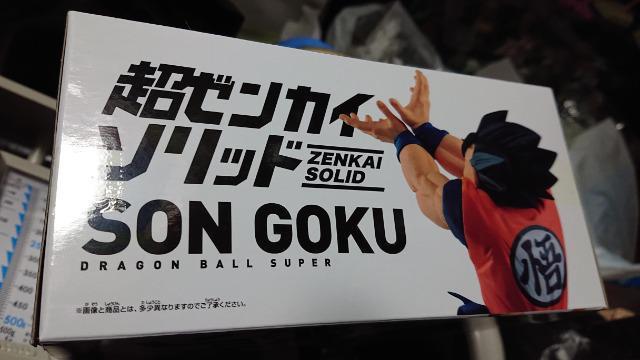 超ゼンカイ
ソリッド
ZENKAI
SOLID
SON GOKU
DRAGON BALL SUPER
※画像と商品とは、多少異なりますのでご了承ください。
悟
500g